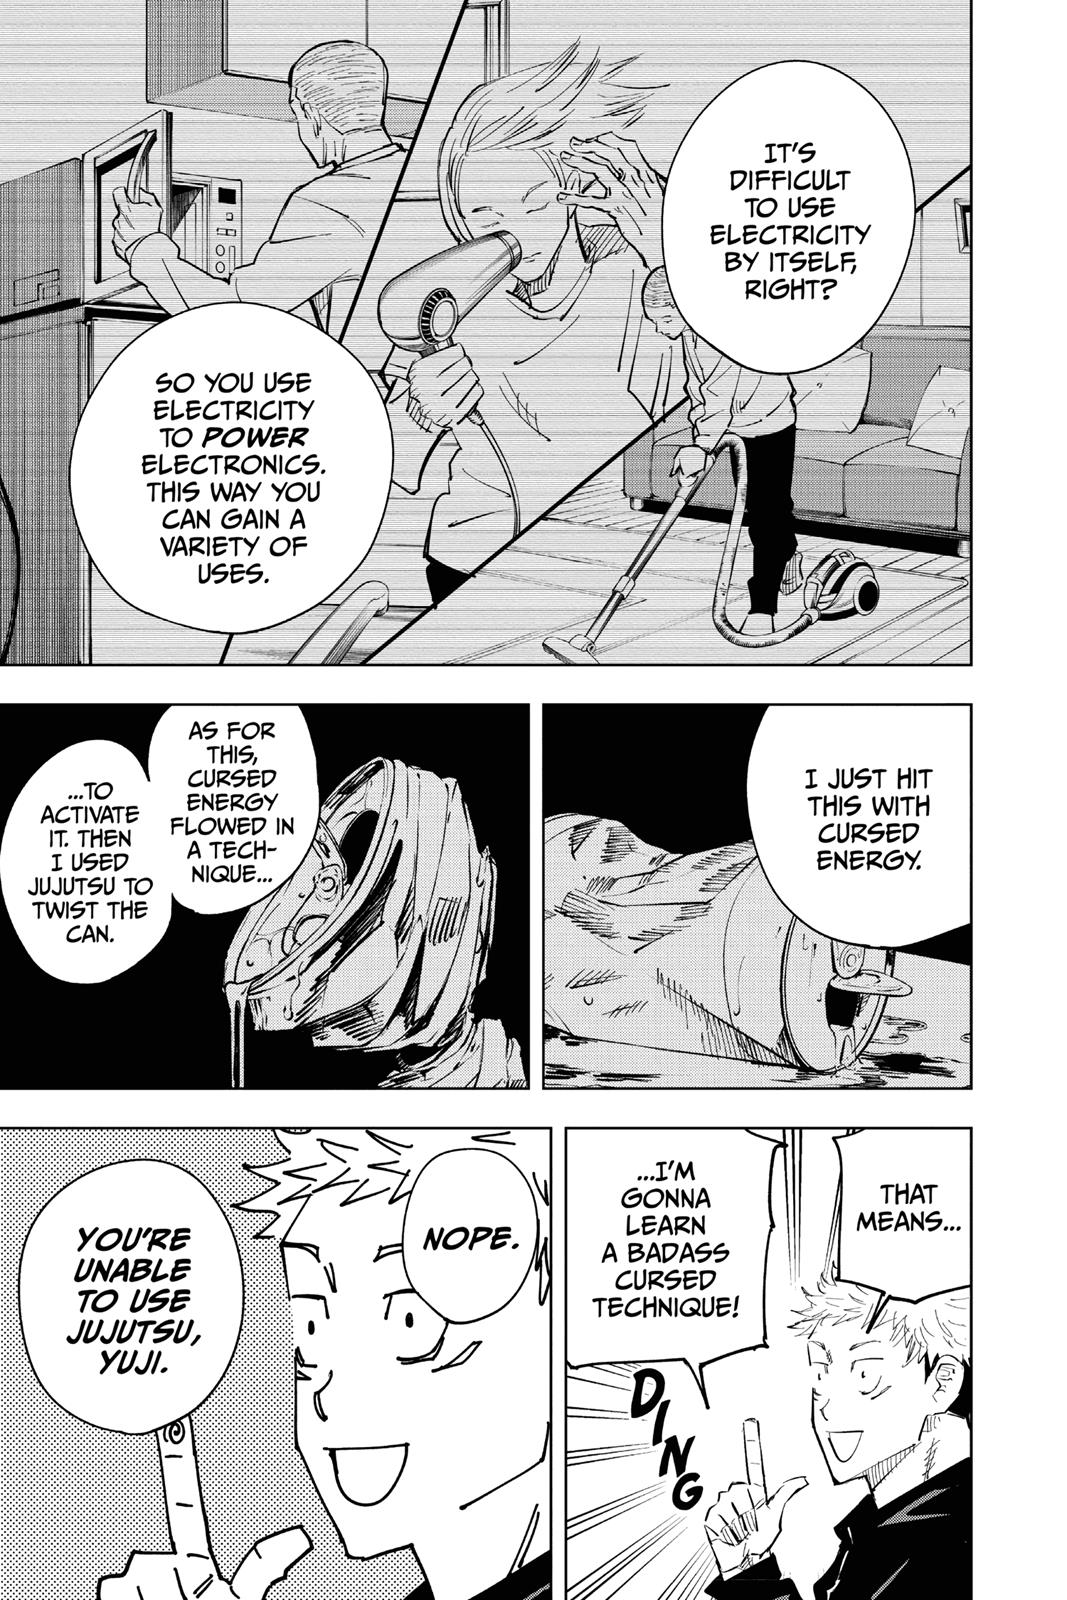 IT'S
DIFFICULT
TO USE
ELECTRICITY
BY ITSELF,
RIGHT?
SO YOU USE
ELECTRICITY
TO POWER
ELECTRONICS.
THIS WAY YOU
CAN GAIN A
VARIETY OF
USES.
I JUST HIT
THIS WITH
CURSED
ENERGY.
AS FOR
THIS,
CURSED
ENERGY
FLOWED IN
A TECH-
NIQUE...
...TO
ACTIVATE
IT. THEN
I USED
JUJUTSU TO
TWIST THE
CAN.
THAT
MEANS...
...I'M
GONNA
LEARN
A BADASS
CURSED
TECHNIQUE!
DING
NOPE.
YOU'RE
UNABLE
TO USE
JUJUTSU,
YUJI.